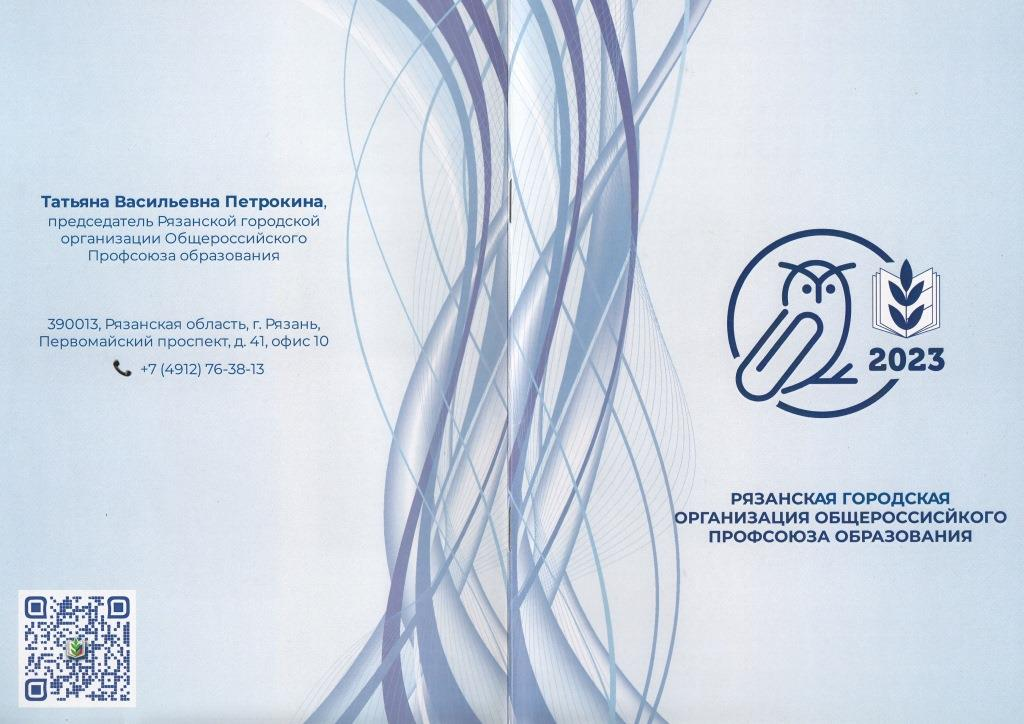 Татьяна Васильевна Петрокина,
председатель Рязанской городской
организации Общероссийского
Профсоюза образования
390013, Рязанская область, г. Рязань,
Первомайский проспект, д. 41, офис 10
+7 (4912) 76-38-13
2023
РЯЗАНСКАЯ ГОРОДСКАЯ
ОРГАНИЗАЦИЯ ОБЩЕРОССИСЙКОГО
ПРОФСОЮЗА ОБРАЗОВАНИЯ